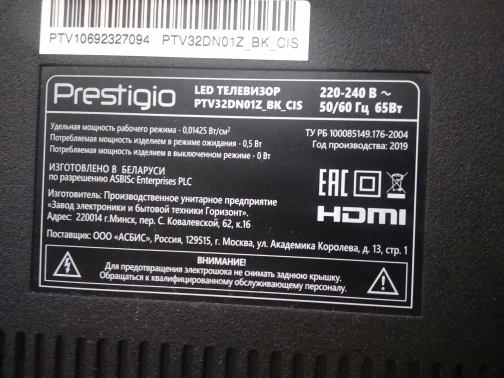 PTV10692327094 PTV32DN01Z_BK_CIS
Prestigio
LED ТЕЛЕВИЗОР
PTV32DN01Z_BK_CIS
220-240 В ~
50/60 Гц 65Вт
Удельная мощность рабочего режима - 0,01425 Вт/см²
Потребляемая мощность изделием в режиме ожидания - 0,5 Вт
Потребляемая мощность изделием в выключенном режиме - 0 Вт
ТУ РБ 100085149.176-2004
Год производства: 2019
ИЗГОТОВЛЕНО В БЕЛАРУСИ
по разрешению ASBISc Enterprises PLC
EAC
HDMI
Изготовитель: Производственное унитарное предприятие
«Завод электроники и бытовой техники Горизонт».
Адрес: 220014 г.Минск, пер. С. Ковалевской, 62, к.16
Поставщик: ООО «АСБИС», Россия, 129515, г. Москва, ул. Академика Королева, д. 13, стр. 1
ВНИМАНИЕ!
Для предотвращения электрошока не снимать заднюю крышку.
Обращаться к квалифицированному обслуживающему персоналу.